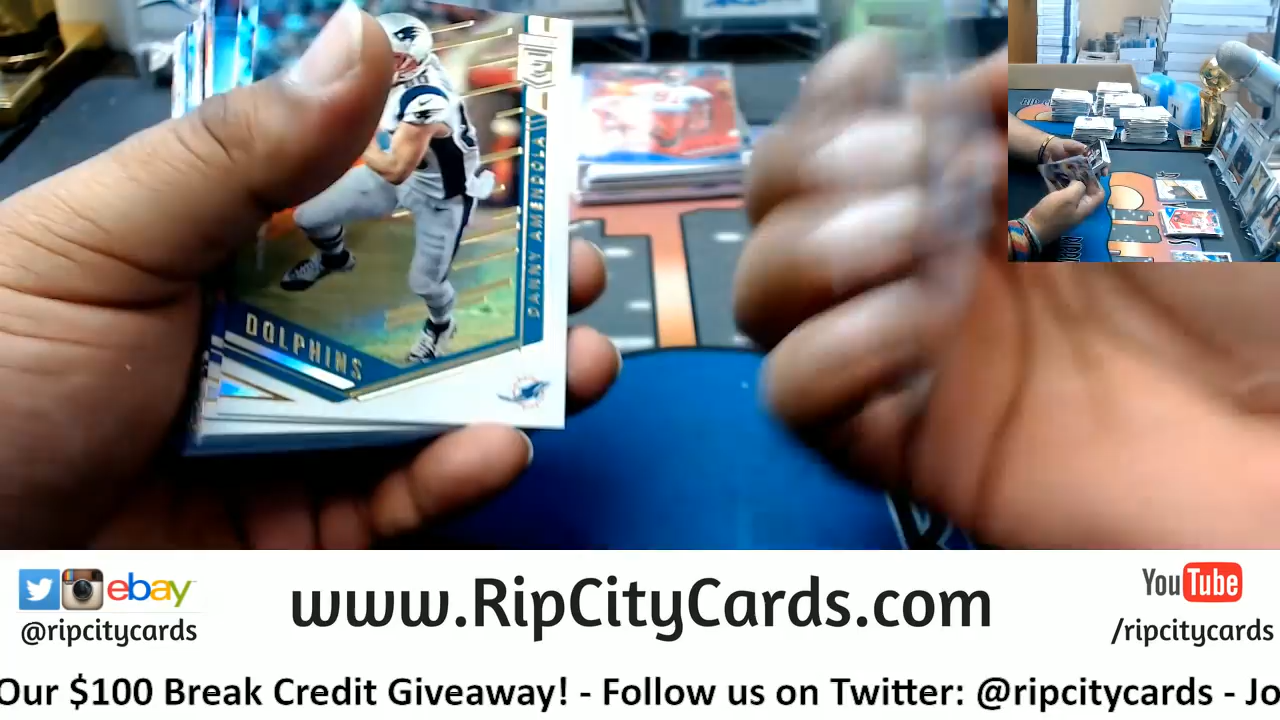 DANNY AMENDOLA
DOLPHINS
ebay
@ripcitycards
www.RipCityCards.com
YouTube
/ripcitycards
Our $100 Break Credit Giveaway! - Follow us on Twitter: @ripcitycards - Jo